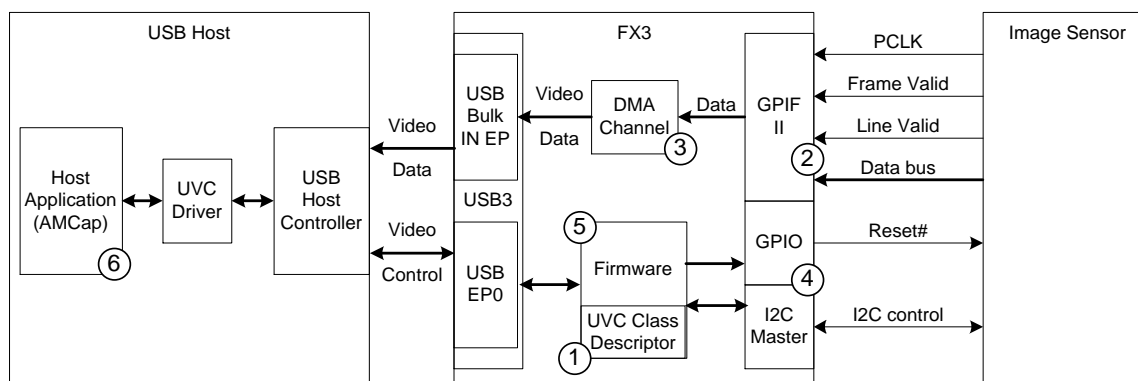 USB Host
FX3
Image Sensor
PCLK
Frame Valid
Line Valid
Data bus
Reset#
I2C control
GPIF
II
2
Data
DMA
Channel
3
Video
Data
USB
Bulk
IN EP
USB3
USB
EP0
Video
Data
Video
Control
Host
Application
(AMCap)
6
UVC
Driver
USB
Host
Controller
5
Firmware
UVC Class
Descriptor
1
GPIO
4
I2C
Master